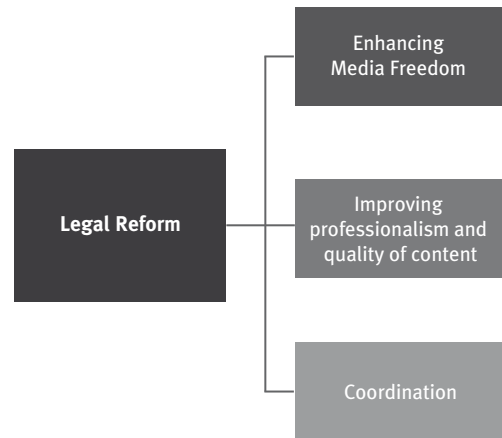 Enhancing
Media Freedom
Legal Reform
Improving
professionalism and
quality of content
Coordination